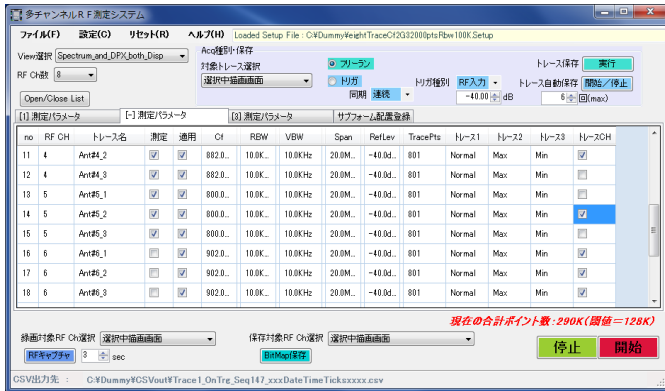 多チャンネルRF測定システム
ファイル(F) 設定(C) リセット(R) ヘルプ(H) Loaded Setup File : C:¥Dummy¥eightTraceCf2G32000ptsRbw100K.Setup
View選択 Spectrum_and_DPX_both_Disp
Acq種別・保存
対象トレース選択
フリーラン
トレース保存 実行
RF Ch数 8
選択中描画画面
トリガ
トリガ種別 RF入力
トレース自動保存 開始/停止
同期 連続
-40.00 dB
6 回(max)
Open/Close List
[1] 測定パラメータ [-] 測定パラメータ [3] 測定パラメータ サブフォーム配置登録
no RF CH トレース名 測定 適用 Cf RBW VBW Span RefLev TracePts トレース1 トレース2 トレース3 トレースCH
11 4 Ant#4_2 882.0... 10.0K... 10.0KHz 20.0M... -40.0d... 801 Normal Max Min
12 4 Ant#4_3 882.0... 10.0K... 10.0KHz 20.0M... -40.0d... 801 Normal Max Min
13 5 Ant#5_1 800.0... 10.0K... 10.0KHz 20.0M... -40.0d... 801 Normal Max Min
14 5 Ant#5_2 800.0... 10.0K... 10.0KHz 20.0M... -40.0d... 801 Normal Max Min
15 5 Ant#5_3 800.0... 10.0K... 10.0KHz 20.0M... -40.0d... 801 Normal Max Min
16 6 Ant#6_1 902.0... 10.0K... 10.0KHz 20.0M... -40.0d... 801 Normal Max Min
17 6 Ant#6_2 902.0... 10.0K... 10.0KHz 20.0M... -40.0d... 801 Normal Max Min
18 6 Ant#6_3 902.0... 10.0K... 10.0KHz 20.0M... -40.0d... 801 Normal Max Min
現在の合計ポイント数:290K(閾値=128K)
録画対象RF Ch選択 選択中描画画面 保存対象RF Ch選択 選択中描画画面
RFキャプチャ 3 sec BitMap保存 停止 開始
CSV出力先 : C:¥Dummy¥CSVout¥Trace1_OnTrg_Seq147_xxxDateTimeTicksxxxx.csv